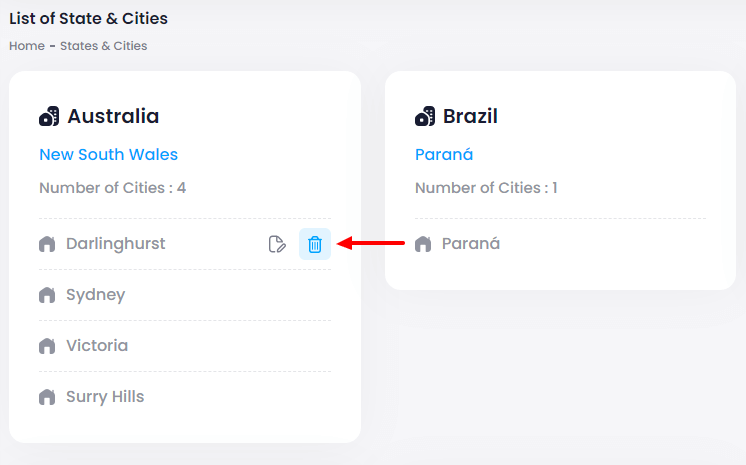 List of State & Cities
Home - States & Cities
Australia
New South Wales
Number of Cities : 4
Darlinghurst
Sydney
Victoria
Surry Hills
Brazil
Paraná
Number of Cities : 1
Paraná